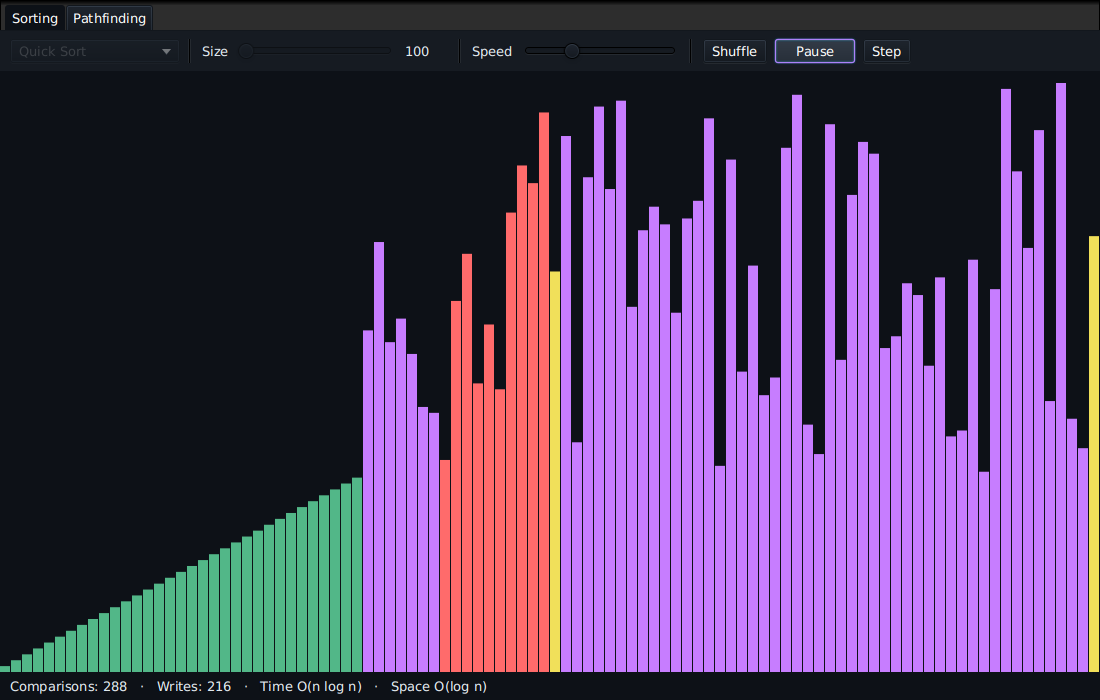 Sorting Pathfinding
Quick Sort Size 100 Speed Shuffle Pause Step
Comparisons: 288 · Writes: 216 · Time O(n log n) · Space O(log n)